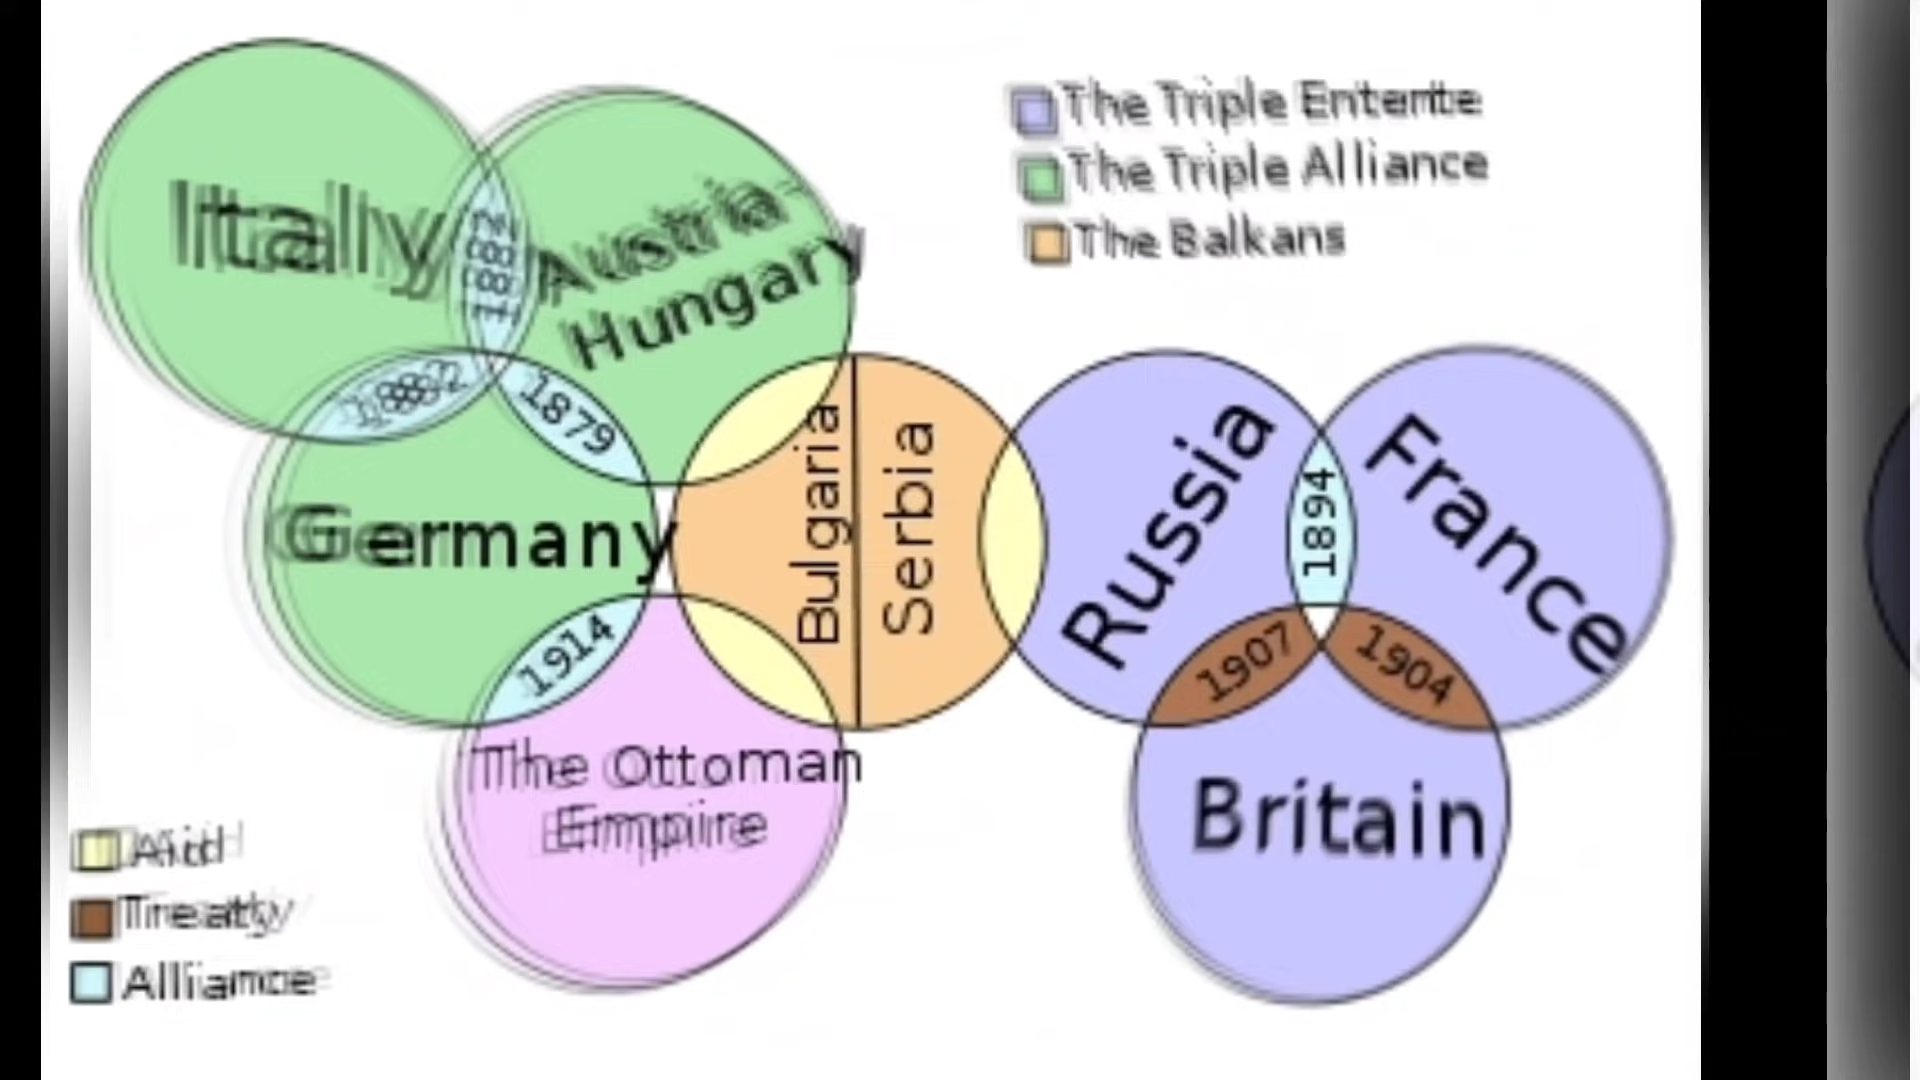 Italy
1882
Austria-
Hungary
The Triple Entente
The Triple Alliance
The Balkans
1882
1879
Germany
Bulgaria
Serbia
Russia
1894
France
1914
1907
1904
The Ottoman
Empire
Britain
Aid
Treaty
Alliance